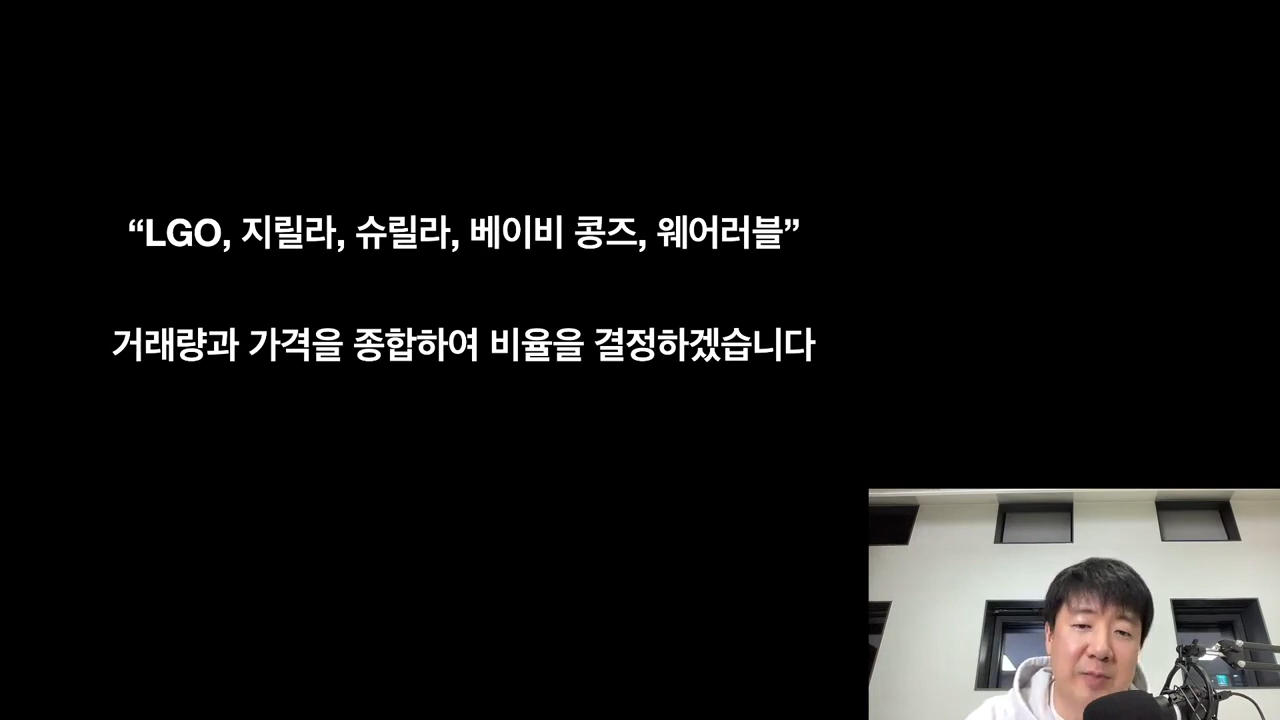 “LGO, 지릴라, 슈릴라, 베이비 콩즈, 웨어러블”
거래량과 가격을 종합하여 비율을 결정하겠습니다